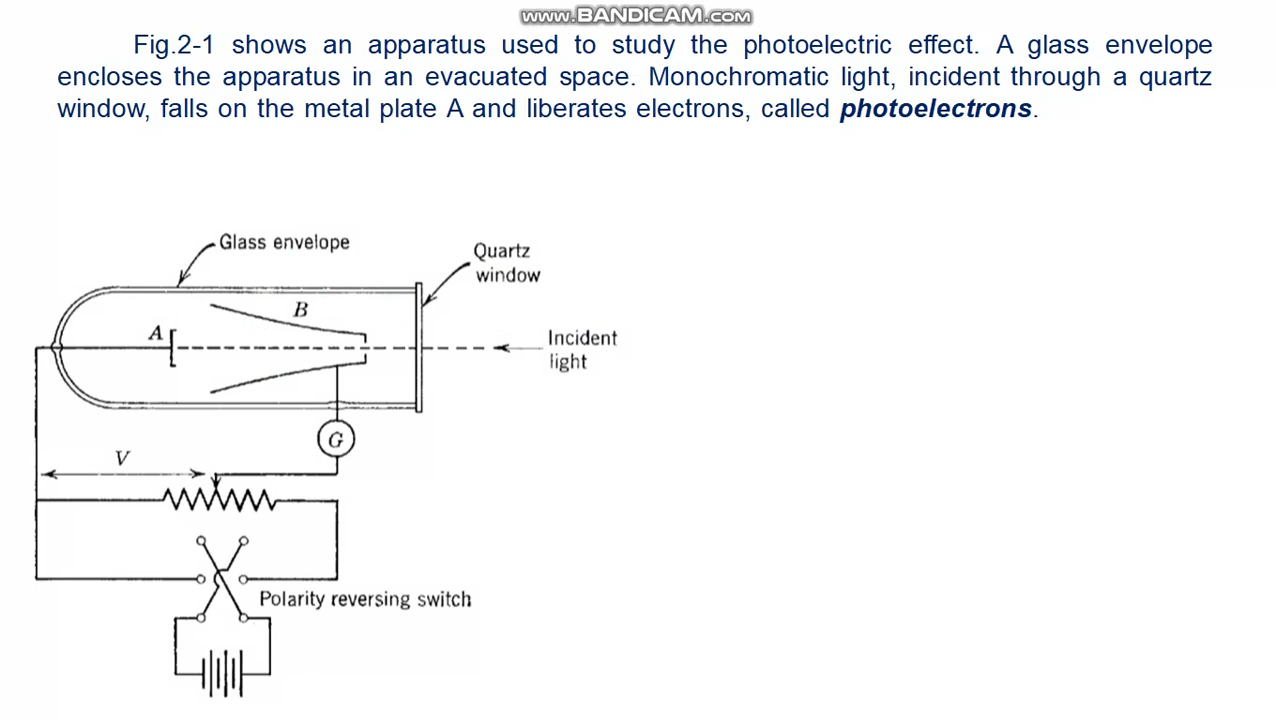 www.BANDICAM.com
Fig.2-1 shows an apparatus used to study the photoelectric effect. A glass envelope
encloses the apparatus in an evacuated space. Monochromatic light, incident through a quartz
window, falls on the metal plate A and liberates electrons, called photoelectrons.
Glass envelope
Quartz
window
B
A
Incident
light
G
V
Polarity reversing switch